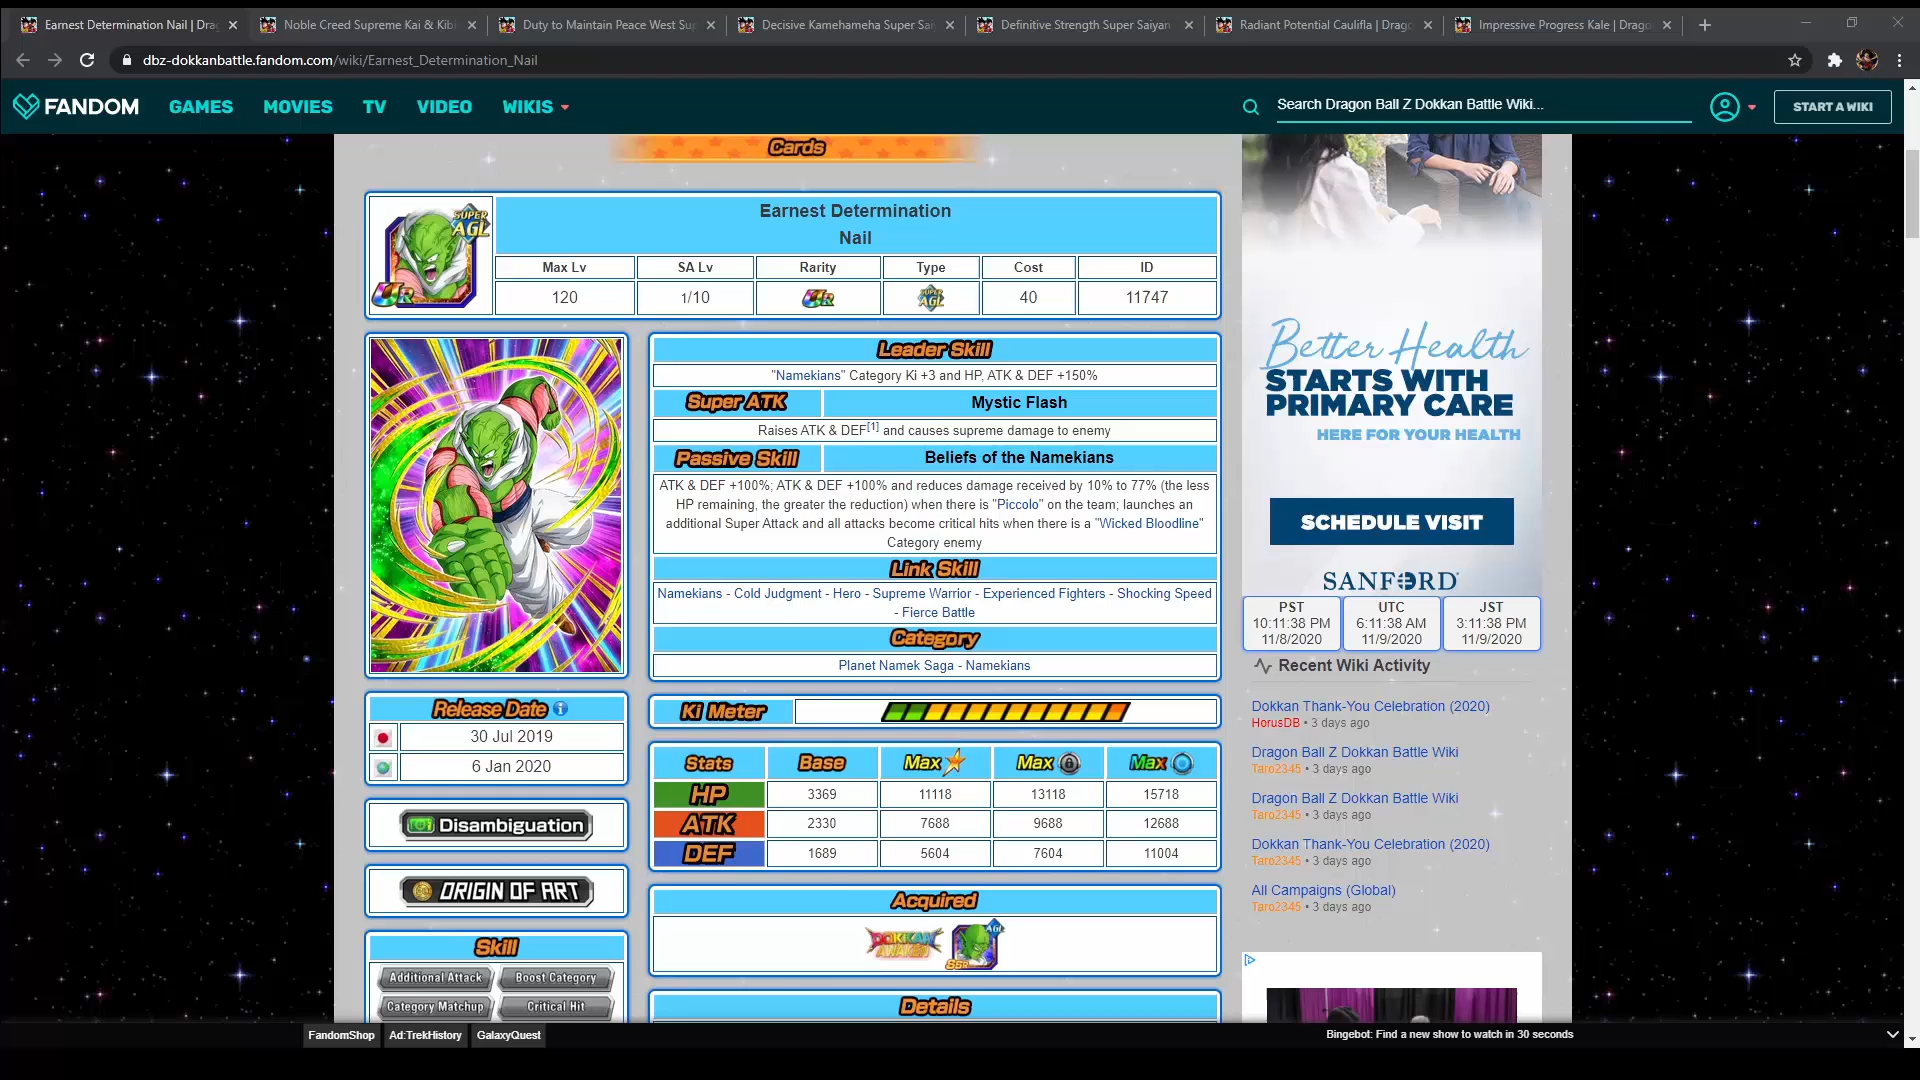 Earnest Determination Nail | Dra
Noble Creed Supreme Kai & Kibi
Duty to Maintain Peace West Sup
Decisive Kamehameha Super Sai
Definitive Strength Super Saiyan
Radiant Potential Caulifla | Drago
Impressive Progress Kale | Drago
dbz-dokkanbattle.fandom.com/wiki/Earnest_Determination_Nail
FANDOM
GAMES
MOVIES
TV
VIDEO
WIKIS
Search Dragon Ball Z Dokkan Battle Wiki...
START A WIKI
Cards
SUPER AGL
UR
Earnest Determination
Nail
Max Lv
SA Lv
Rarity
Type
Cost
ID
120
1/10
UR
SUPER AGL
40
11747
Leader Skill
"Namekians" Category Ki +3 and HP, ATK & DEF +150%
Super ATK
Mystic Flash
Raises ATK & DEF[1] and causes supreme damage to enemy
Passive Skill
Beliefs of the Namekians
ATK & DEF +100%; ATK & DEF +100% and reduces damage received by 10% to 77% (the less
HP remaining, the greater the reduction) when there is "Piccolo" on the team; launches an
additional Super Attack and all attacks become critical hits when there is a "Wicked Bloodline"
Category enemy
Link Skill
Namekians - Cold Judgment - Hero - Supreme Warrior - Experienced Fighters - Shocking Speed
- Fierce Battle
Category
Planet Namek Saga - Namekians
Release Date
30 Jul 2019
6 Jan 2020
Disambiguation
ORIGIN OF ART
Skill
Additional Attack
Boost Category
Category Matchup
Critical Hit
Ki Meter
Stats
Base
Max
Max
Max
HP
3369
11118
13118
15718
ATK
2330
7688
9688
12688
DEF
1689
5604
7604
11004
Acquired
DOKKAN AWAKEN
AGL
SSR
Details
Better Health
STARTS WITH
PRIMARY CARE
HERE FOR YOUR HEALTH
SCHEDULE VISIT
SANFORD
PST
10:11:38 PM
11/8/2020
UTC
6:11:38 AM
11/9/2020
JST
3:11:38 PM
11/9/2020
Recent Wiki Activity
Dokkan Thank-You Celebration (2020)
HorusDB • 3 days ago
Dragon Ball Z Dokkan Battle Wiki
Taro2345 • 3 days ago
Dragon Ball Z Dokkan Battle Wiki
Taro2345 • 3 days ago
Dokkan Thank-You Celebration (2020)
Taro2345 • 3 days ago
All Campaigns (Global)
Taro2345 • 3 days ago
FandomShop
Ad:TrekHistory
GalaxyQuest
Bingebot: Find a new show to watch in 30 seconds